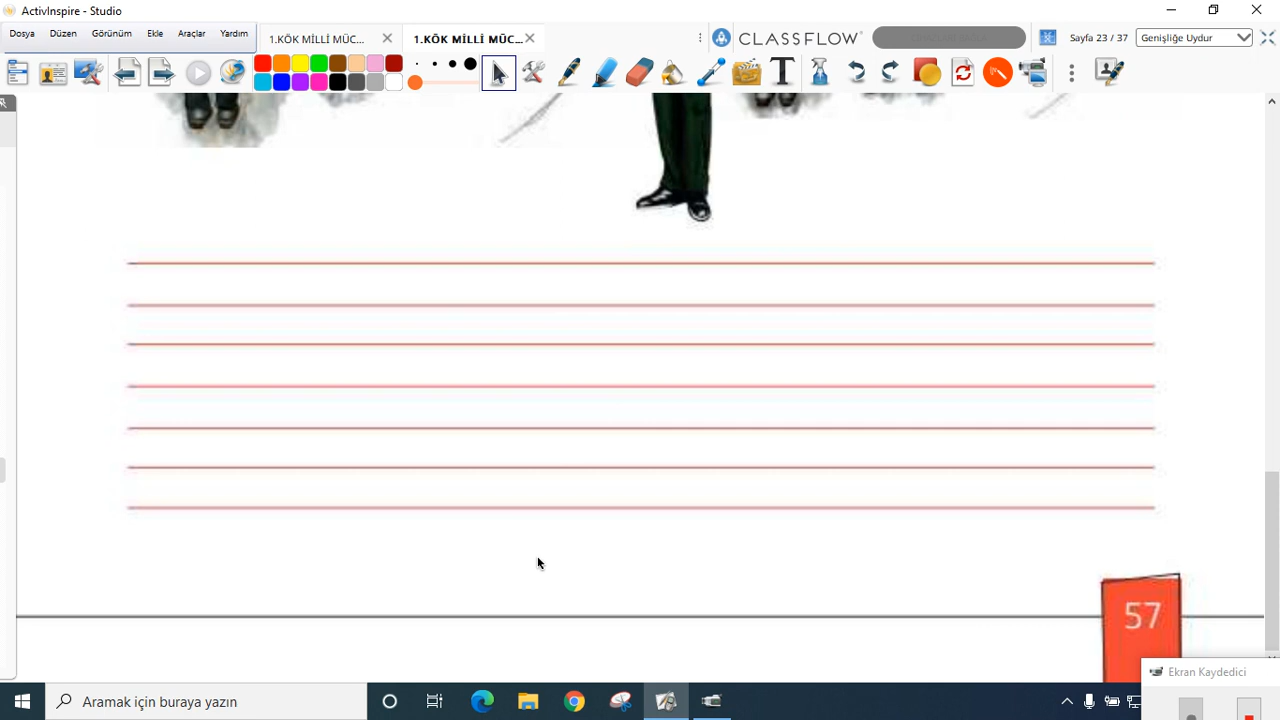 ActivInspire - Studio
Dosya Düzen Görünüm Ekle Araçlar Yardım
1.KÖK MİLLİ MÜC...
1.KÖK MİLLİ MÜC...
CLASSFLOW
Sayfa 23 / 37
Genişliğe Uydur
57
Ekran Kaydedici
Aramak için buraya yazın